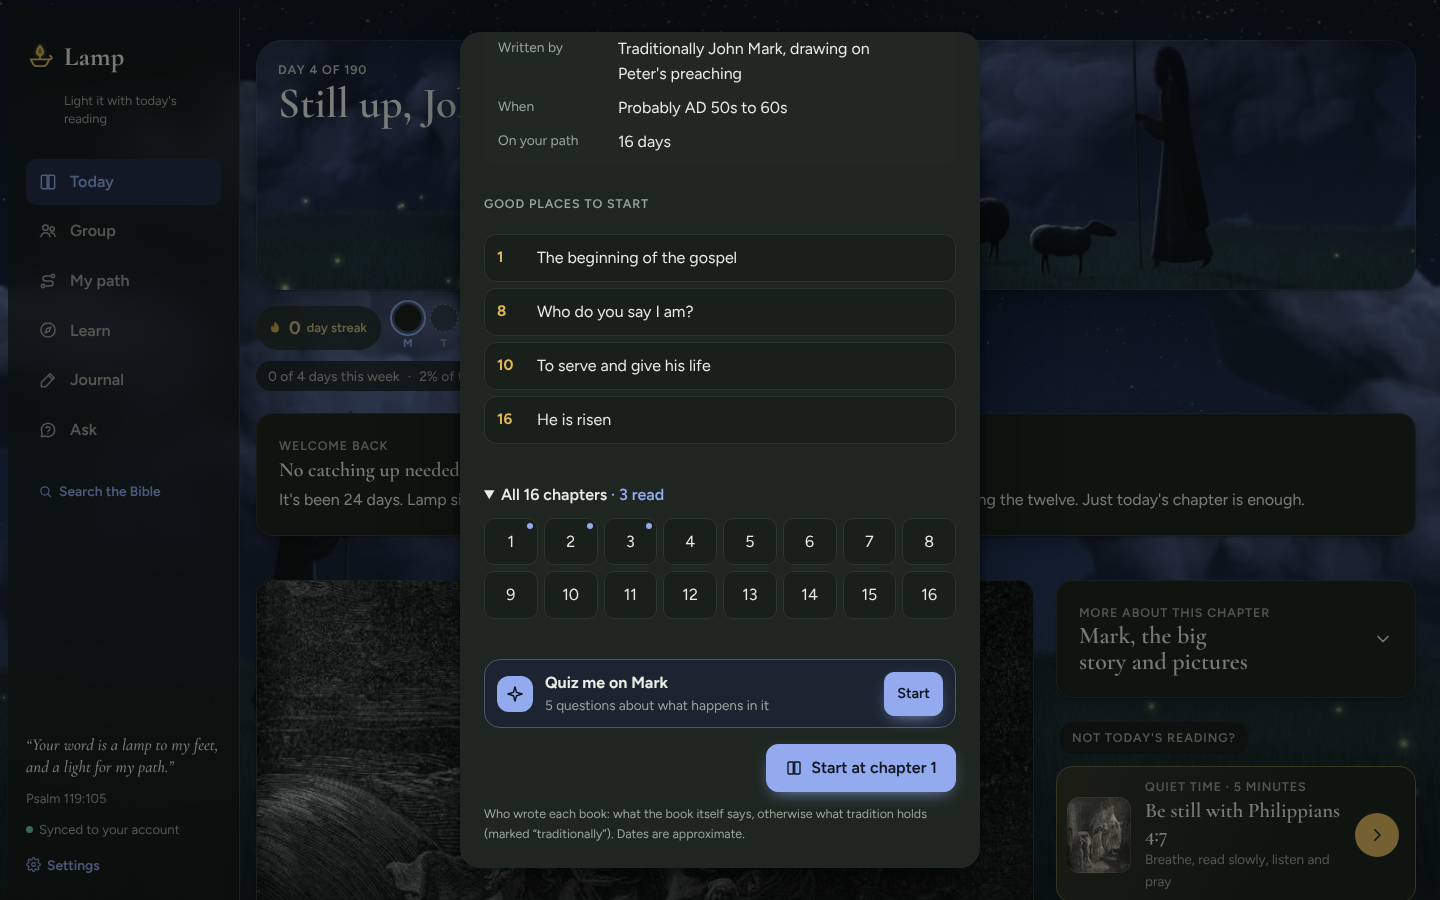 Lamp
Light it with today's
reading
Today
Group
My path
Learn
Journal
Ask
Search the Bible
“Your word is a lamp to my feet,
and a light for my path.”
Psalm 119:105
Synced to your account
Settings
DAY 4 OF 190
Still up, Jo
0 day streak
M T
0 of 4 days this week · 2% of
WELCOME BACK
No catching up needed
It's been 24 days. Lamp
ng the twelve. Just today's chapter is enough.
Written by
Traditionally John Mark, drawing on
Peter's preaching
When
Probably AD 50s to 60s
On your path
16 days
GOOD PLACES TO START
1 The beginning of the gospel
8 Who do you say I am?
10 To serve and give his life
16 He is risen
▼ All 16 chapters · 3 read
1 2 3 4 5 6 7 8
9 10 11 12 13 14 15 16
Quiz me on Mark
5 questions about what happens in it
Start
Start at chapter 1
Who wrote each book: what the book itself says, otherwise what tradition holds
(marked “traditionally”). Dates are approximate.
MORE ABOUT THIS CHAPTER
Mark, the big
story and pictures
NOT TODAY'S READING?
QUIET TIME · 5 MINUTES
Be still with Philippians
4:7
Breathe, read slowly, listen and
pray